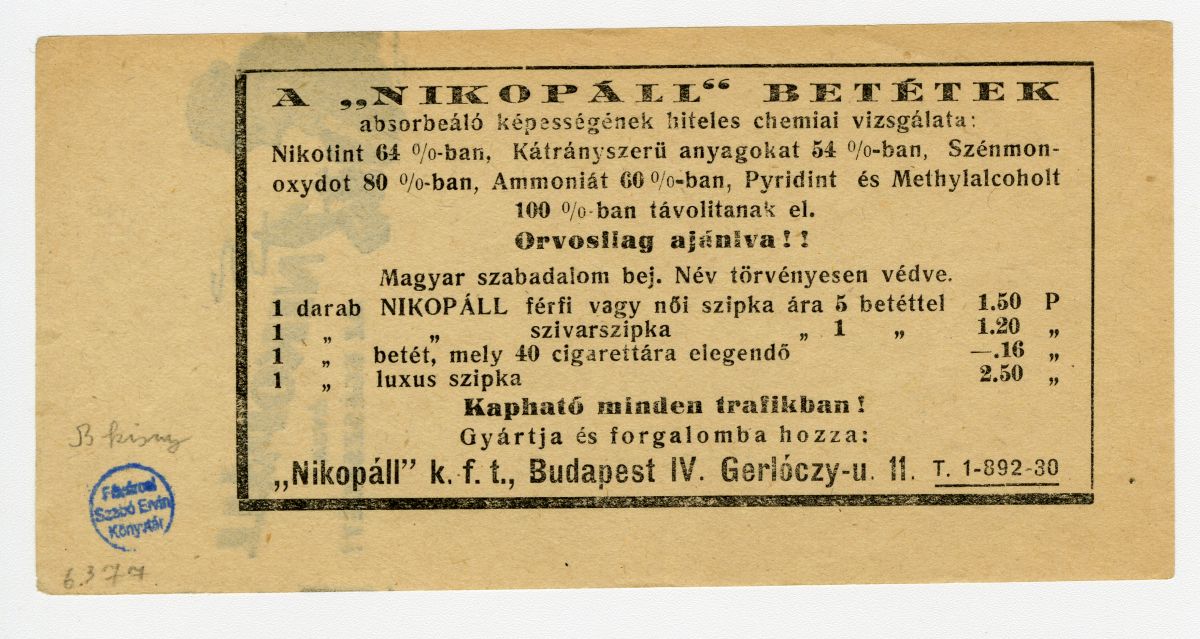 A „NIKOPÁLL“ BETÉTEK
absorbeáló képességének hiteles chemiai vizsgálata:
Nikotint 64 %-ban, Kátrányszerü anyagokat 54 %-ban, Szénmon-
oxydot 80 %-ban, Ammoniát 60 %-ban, Pyridint és Methylalcoholt
100 %-ban távolitanak el.
Orvosilag ajánlva!!
Magyar szabadalom bej. Név törvényesen védve.
1 darab NIKOPÁLL férfi vagy női szipka ára 5 betéttel 1.50 P
1 „ „ szivarszipka „ 1 „ 1.20 „
1 „ betét, mely 40 cigarettára elegendő —.16 „
1 „ luxus szipka 2.50 „
Kapható minden trafikban!
Gyártja és forgalomba hozza:
„Nikopáll” k. f. t., Budapest IV. Gerlóczy-u. 11. T. 1-892-30
Fővárosi
Szabó Ervin
Könyvtár
6.377